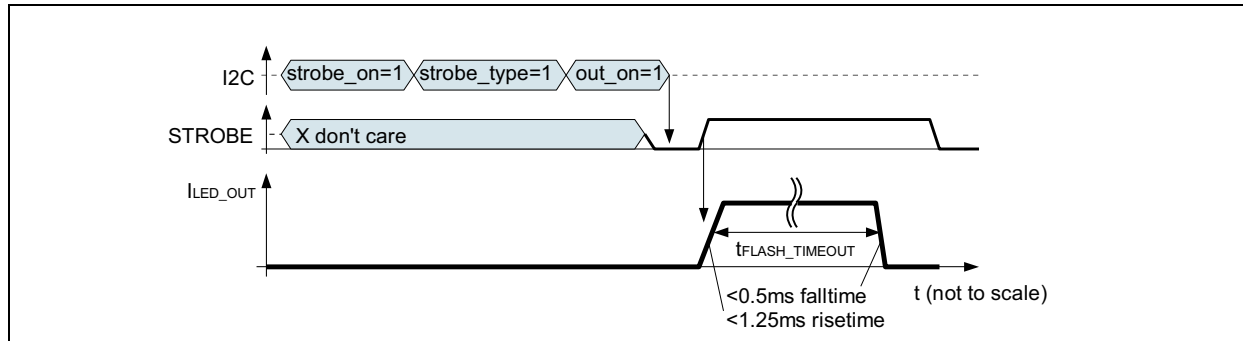 I2C
strobe_on=1 strobe_type=1 out_on=1
STROBE
X don't care
ILED_OUT
tFLASH_TIMEOUT
<0.5ms falltime
<1.25ms risetime
t (not to scale)